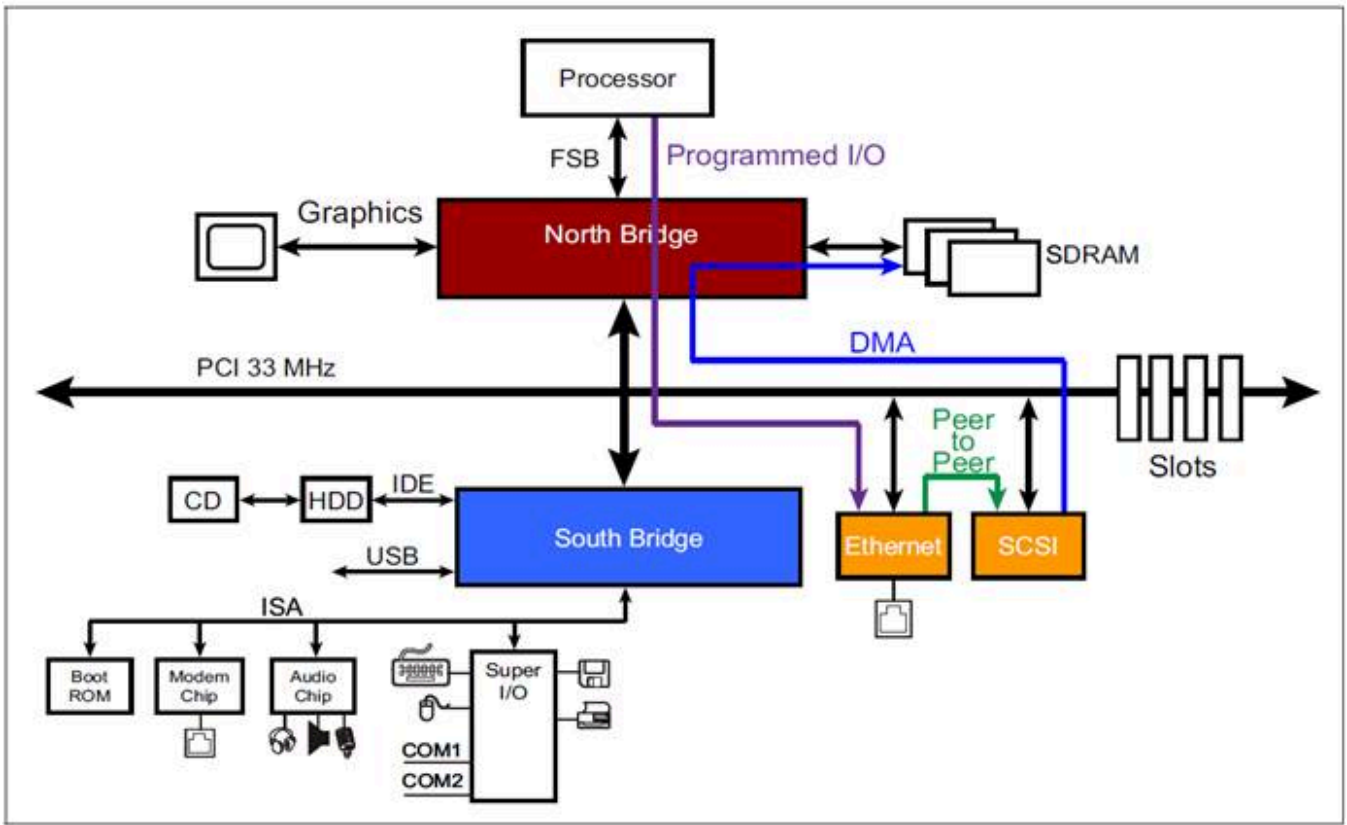 Processor
FSB
Programmed I/O
Graphics
North Bridge
SDRAM
DMA
PCI 33 MHz
Peer
to
Peer
Slots
CD
HDD
IDE
South Bridge
Ethernet
SCSI
USB
ISA
Boot
ROM
Modem
Chip
Audio
Chip
Super
I/O
COM1
COM2